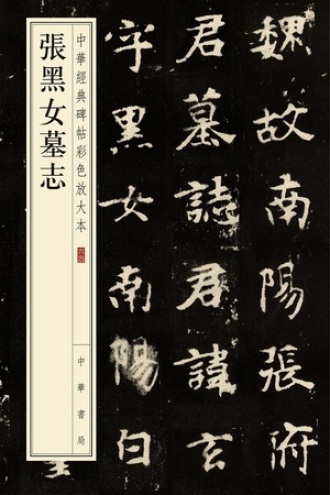 張黑女墓志
中華經典碑帖彩色放大本
中華書局
魏故南陽張府
君墓誌君諱玄
字黑女南陽白